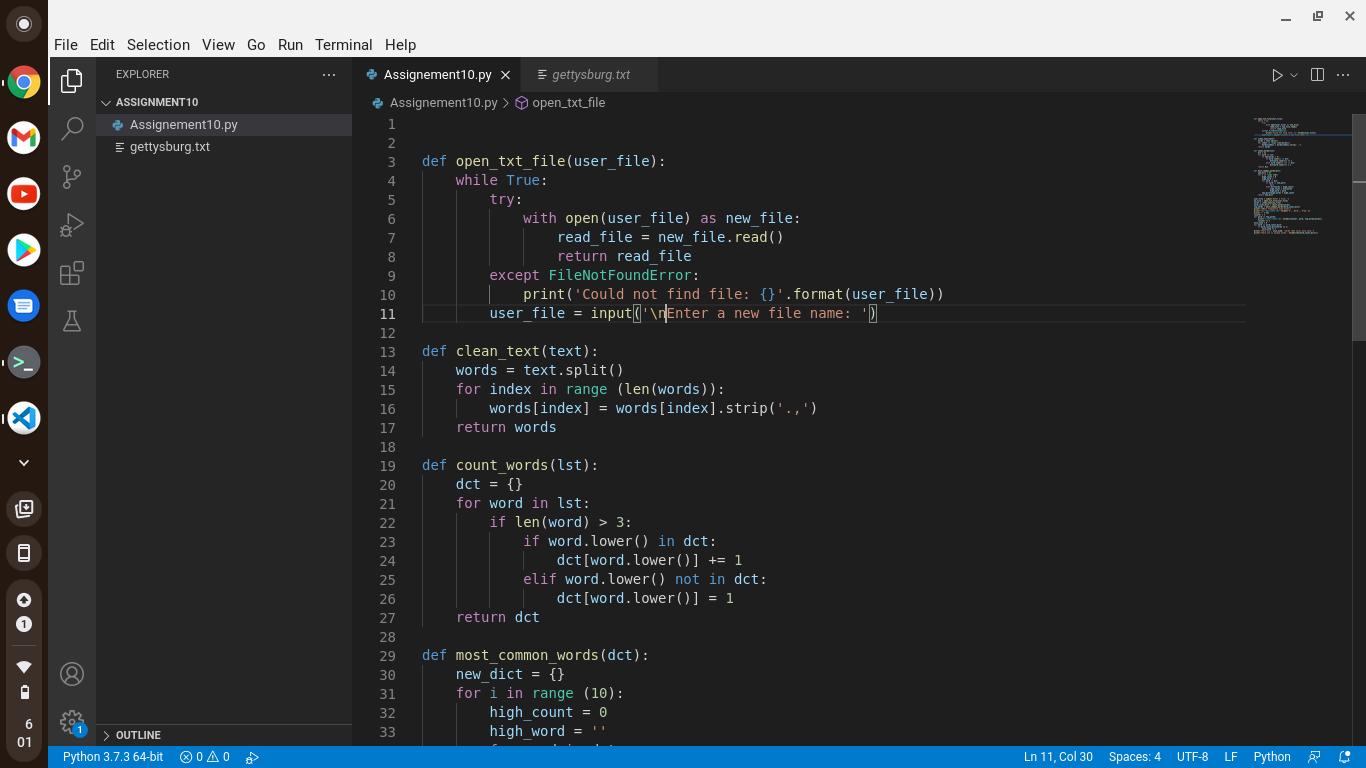 File Edit Selection View Go Run Terminal Help
EXPLORER
ASSIGNMENT10
Assignement10.py
gettysburg.txt
OUTLINE
Assignement10.py
gettysburg.txt
Assignement10.py > open_txt_file
1
2
3 def open_txt_file(user_file):
4     while True:
5         try:
6             with open(user_file) as new_file:
7                 read_file = new_file.read()
8                 return read_file
9         except FileNotFoundError:
10             print('Could not find file: {}'.format(user_file))
11         user_file = input('\nEnter a new file name: ')
12
13 def clean_text(text):
14     words = text.split()
15     for index in range (len(words)):
16         words[index] = words[index].strip('.,')
17     return words
18
19 def count_words(lst):
20     dct = {}
21     for word in lst:
22         if len(word) > 3:
23             if word.lower() in dct:
24                 dct[word.lower()] += 1
25             elif word.lower() not in dct:
26                 dct[word.lower()] = 1
27     return dct
28
29 def most_common_words(dct):
30     new_dict = {}
31     for i in range (10):
32         high_count = 0
33         high_word = ''
1
6
01
1
Python 3.7.3 64-bit 0 0 Ln 11, Col 30 Spaces: 4 UTF-8 LF Python